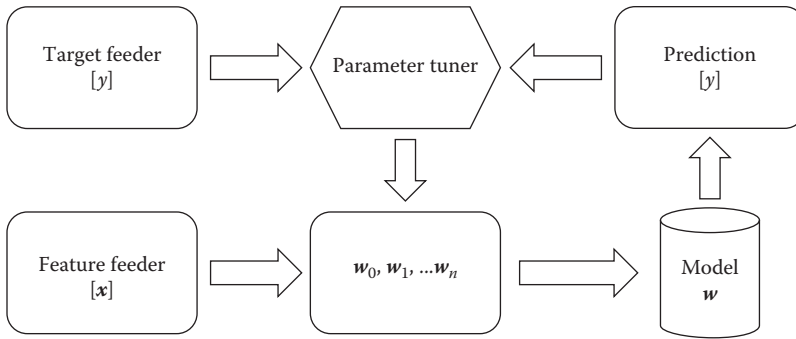 Target feeder
[y]
Parameter tuner
Prediction
[y]
Feature feeder
[x]
w₀, w₁, ...wₙ
Model
w